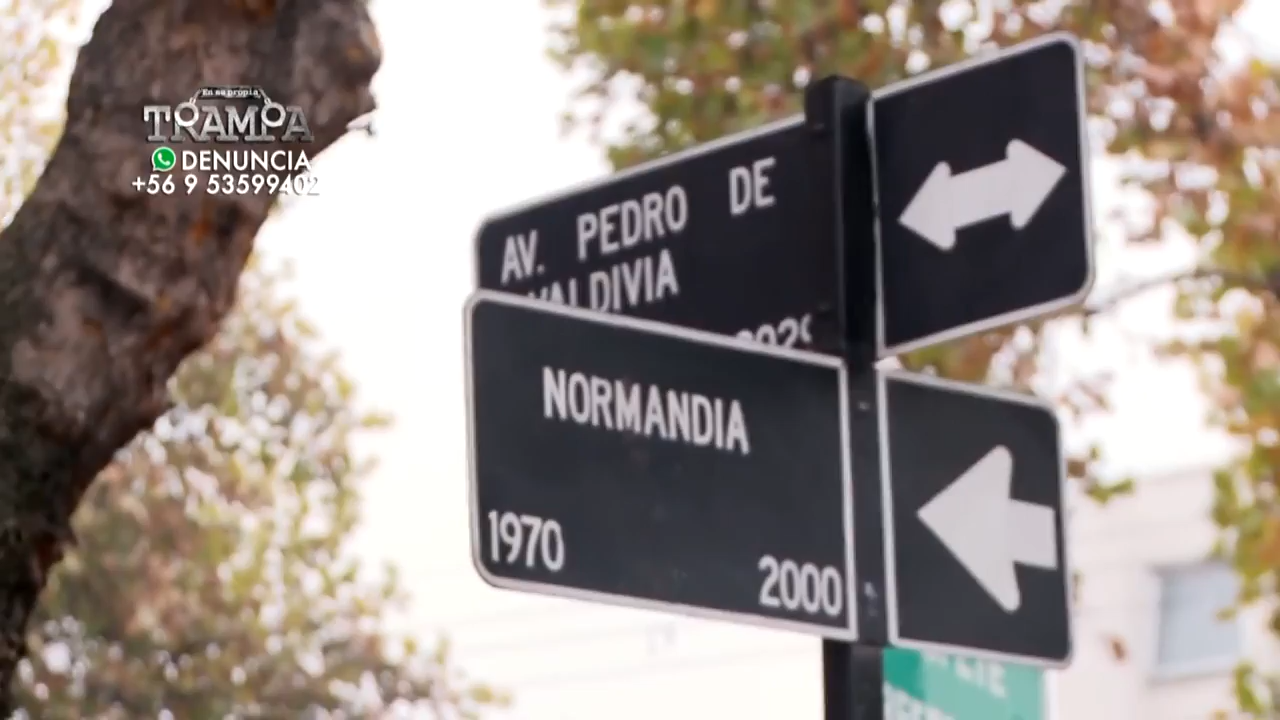 En su propia
TRAMPA
DENUNCIA
+56 9 53599402
AV. PEDRO DE
VALDIVIA
NORMANDIA
1970 2000